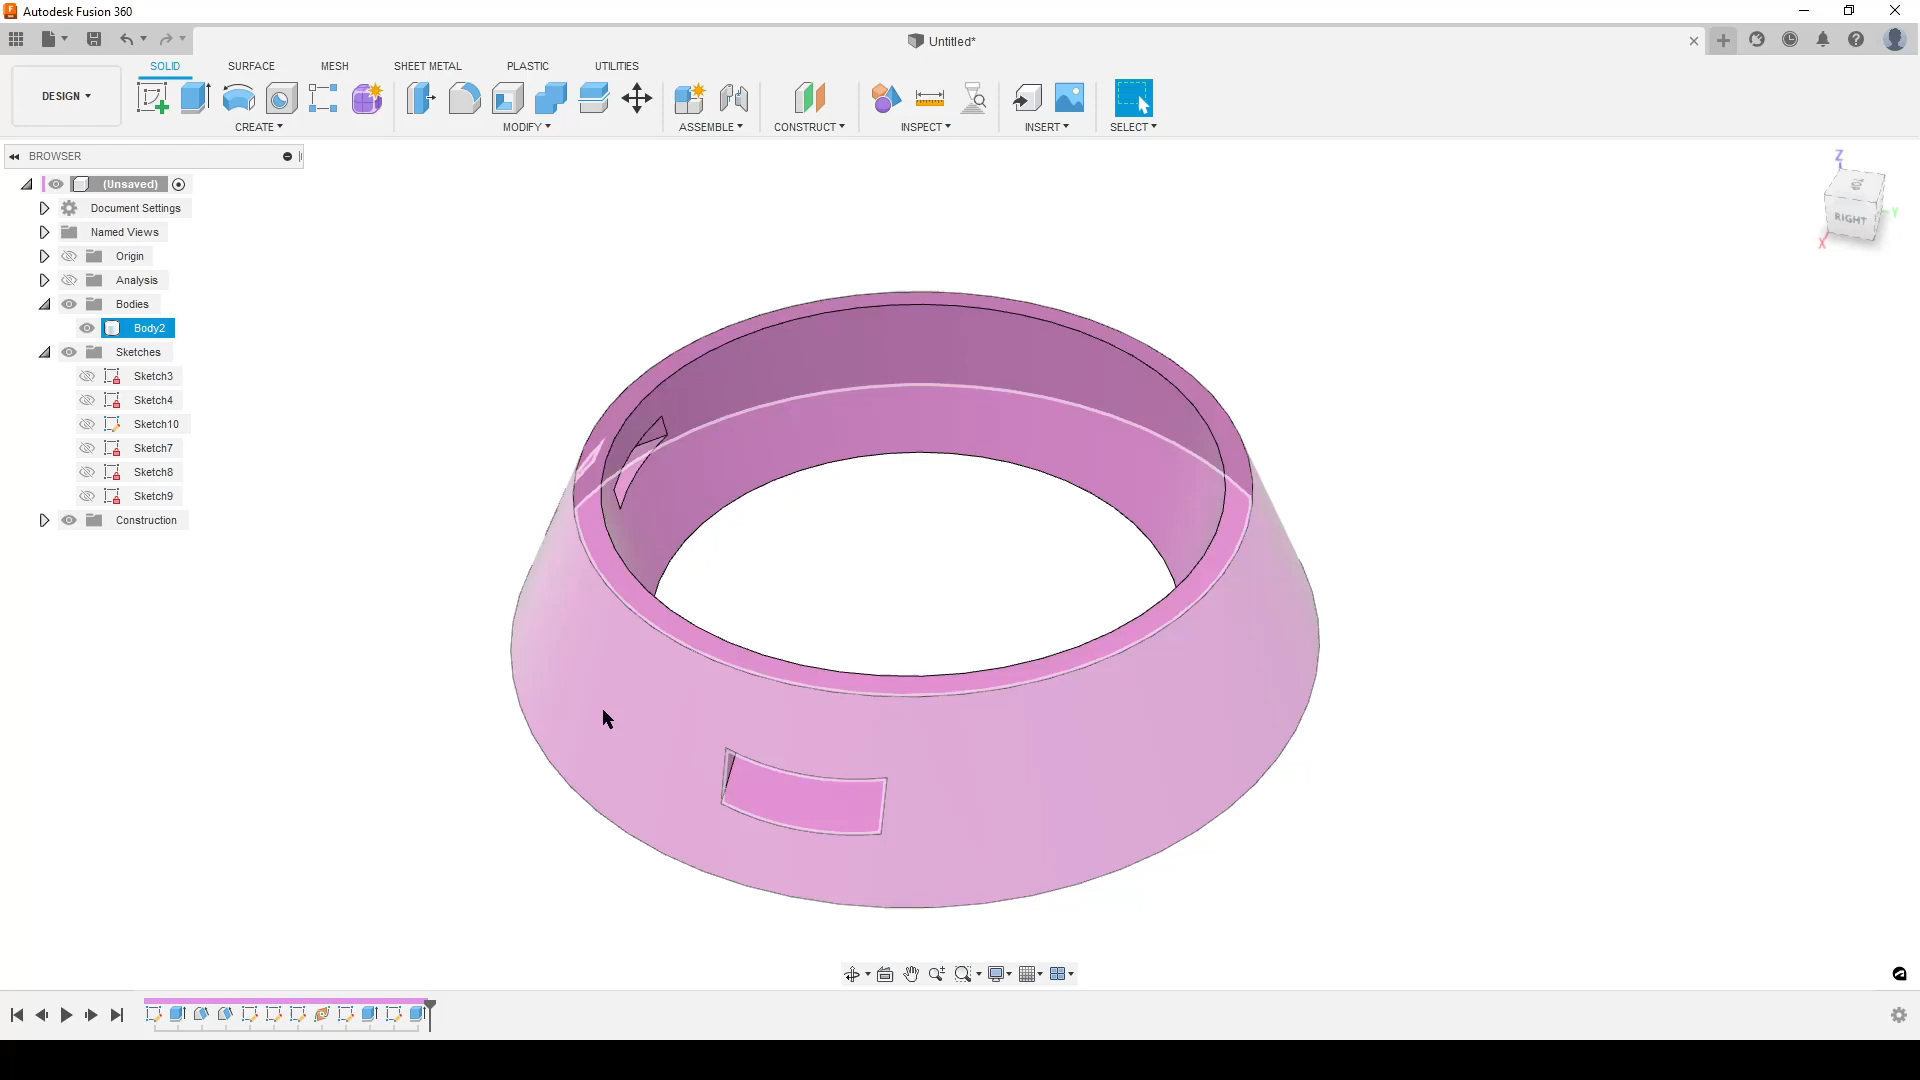 Autodesk Fusion 360
Untitled*
SOLID SURFACE MESH SHEET METAL PLASTIC UTILITIES
DESIGN
CREATE MODIFY ASSEMBLE CONSTRUCT INSPECT INSERT SELECT
BROWSER
(Unsaved)
Document Settings
Named Views
Origin
Analysis
Bodies
Body2
Sketches
Sketch3
Sketch4
Sketch10
Sketch7
Sketch8
Sketch9
Construction
Z
TOP
RIGHT
Y
X